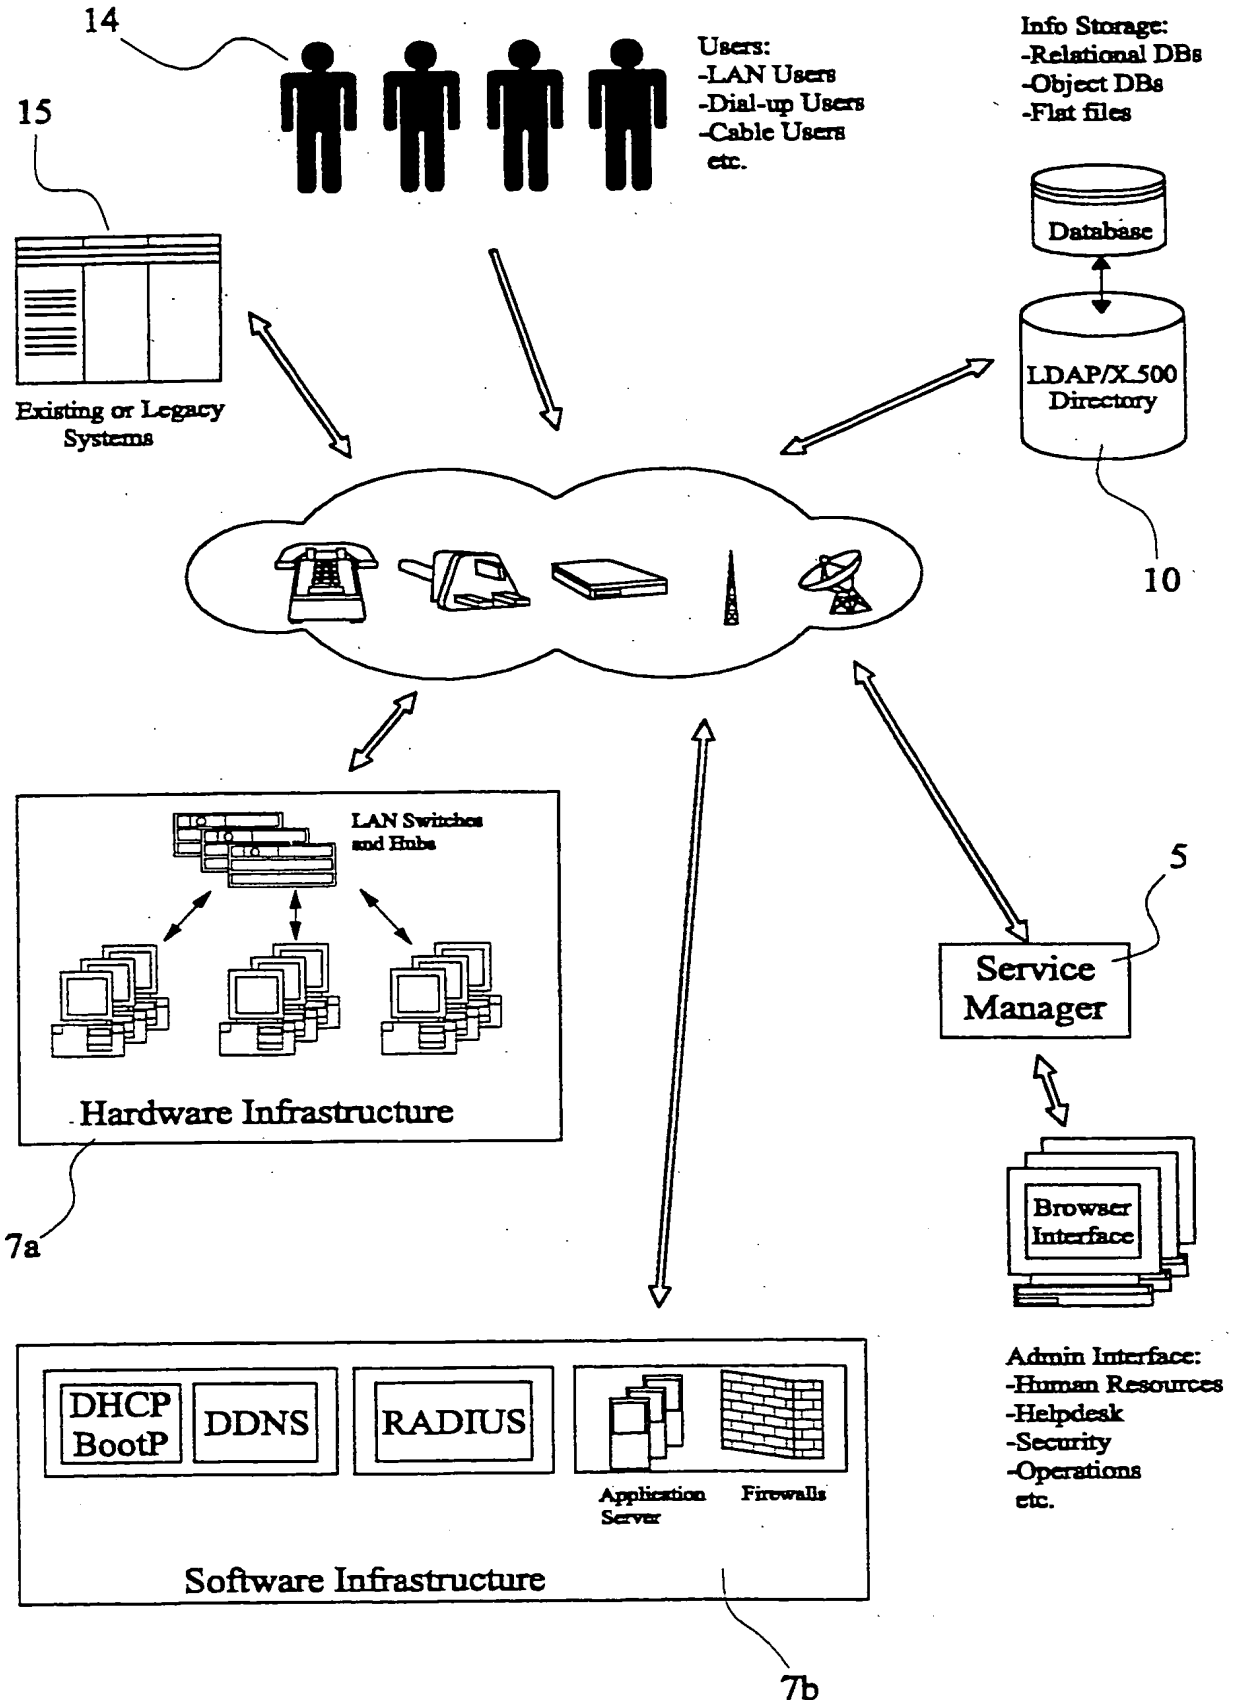 14
Users:
-LAN Users
-Dial-up Users
-Cable Users
etc.
Info Storage:
-Relational DBs
-Object DBs
-Flat files
15
Database
LDAP/X.500
Directory
Existing or Legacy
Systems
10
LAN Switches
and Hubs
5
Service
Manager
Hardware Infrastructure
7a
Browser
Interface
Admin Interface:
-Human Resources
-Helpdesk
-Security
-Operations
etc.
DHCP
BootP
DDNS
RADIUS
Application
Server
Firewalls
Software Infrastructure
7b